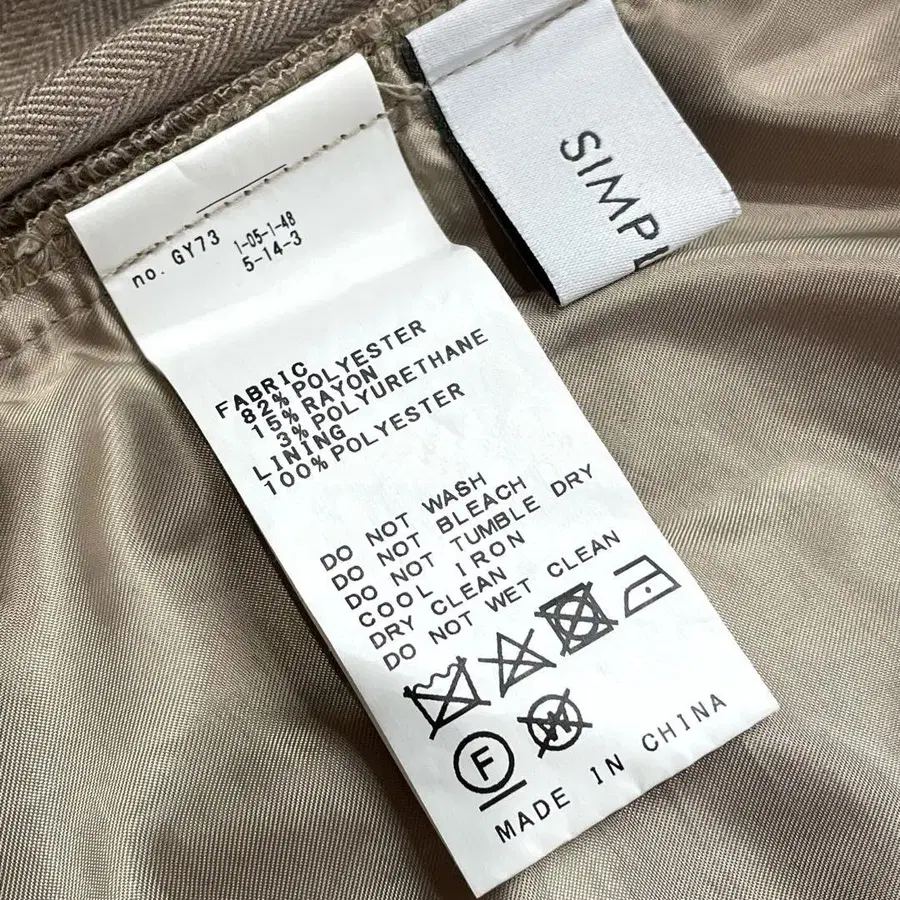 no. GY73
1-05-1-48
5-14-3
FABRIC
82% POLYESTER
15% RAYON
3% POLYURETHANE
LINING
100% POLYESTER
DO NOT WASH
DO NOT BLEACH
DO NOT TUMBLE DRY
COOL IRON
DRY CLEAN
DO NOT WET CLEAN
F
W
MADE IN CHINA
SIMPL